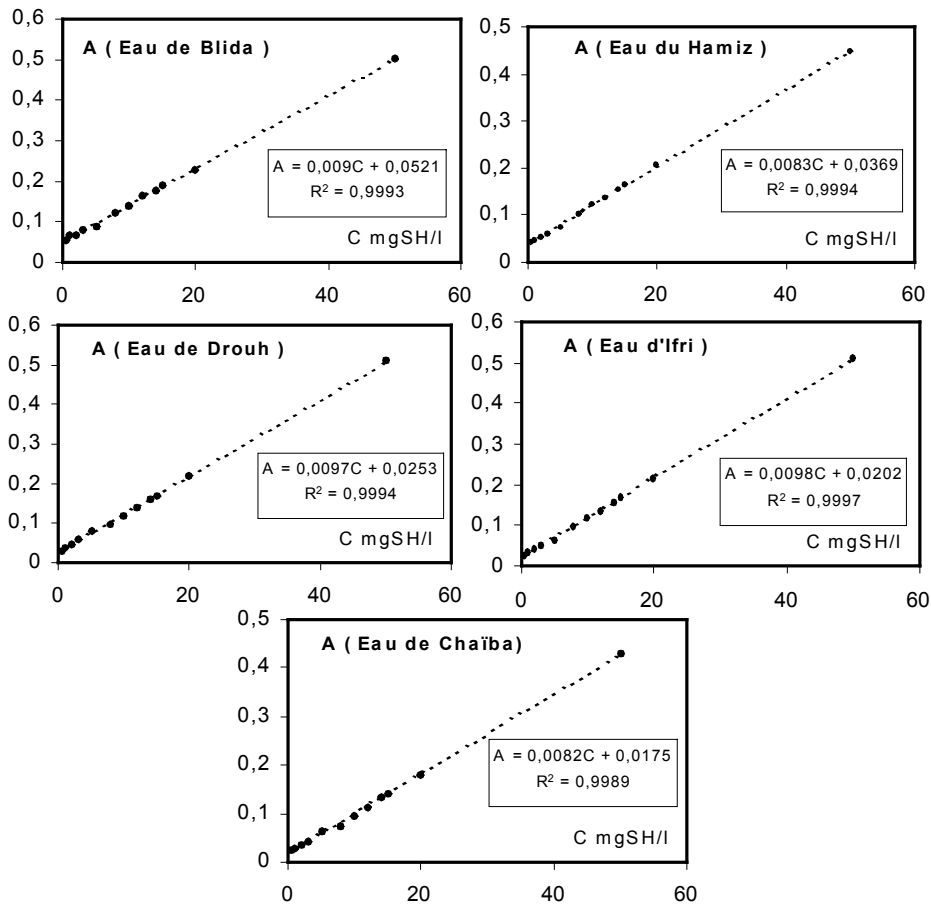 A ( Eau de Blida )
0,6
0,5
0,4
0,3
0,2
0,1
0
A = 0,009C + 0,0521
R² = 0,9993
C mgSH/l
0 20 40 60
A ( Eau du Hamiz )
0,5
0,4
0,3
0,2
0,1
0
A = 0,0083C + 0,0369
R² = 0,9994
C mgSH/l
0 20 40 60
A ( Eau de Drouh )
0,6
0,5
0,4
0,3
0,2
0,1
0
A = 0,0097C + 0,0253
R² = 0,9994
C mgSH/l
0 20 40 60
A ( Eau d'Ifri )
0,6
0,5
0,4
0,3
0,2
0,1
0
A = 0,0098C + 0,0202
R² = 0,9997
C mgSH/l
0 20 40 60
A ( Eau de Chaïba)
0,5
0,4
0,3
0,2
0,1
0
A = 0,0082C + 0,0175
R² = 0,9989
C mgSH/l
0 20 40 60